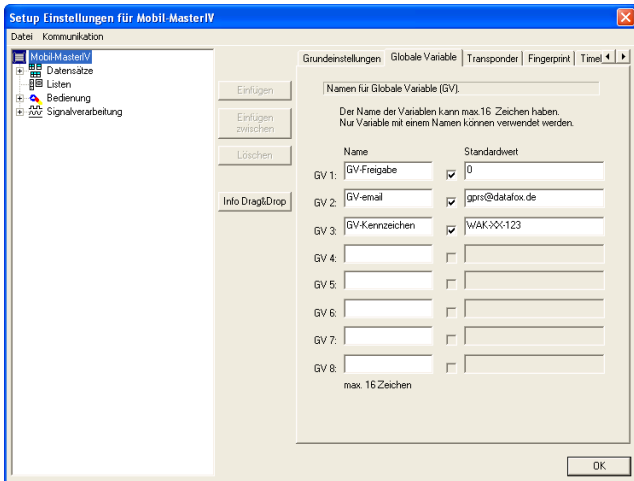 Setup Einstellungen für Mobil-MasterIV
Datei Kommunikation
Mobil-MasterIV
Datensätze
Listen
Bedienung
Signalverarbeitung
Einfügen
Einfügen
zwischen
Löschen
Info Drag&Drop
Grundeinstellungen Globale Variable Transponder Fingerprint Timel
Namen für Globale Variable (GV).
Der Name der Variablen kann max.16 Zeichen haben.
Nur Variable mit einem Namen können verwendet werden.
Name Standardwert
GV 1: GV-Freigabe 0
GV 2: GV-email gprs@datafox.de
GV 3: GV-Kennzeichen WAK-XX-123
GV 4:
GV 5:
GV 6:
GV 7:
GV 8:
max. 16 Zeichen
OK